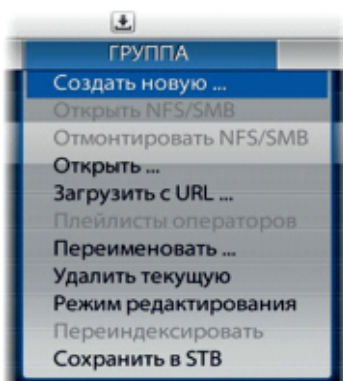 ГРУППА
Создать новую ...
Открыть NFS/SMB
Отмонтировать NFS/SMB
Открыть ...
Загрузить с URL ...
Плейлисты операторов
Переименовать ...
Удалить текущую
Режим редактирования
Переиндексировать
Сохранить в STB